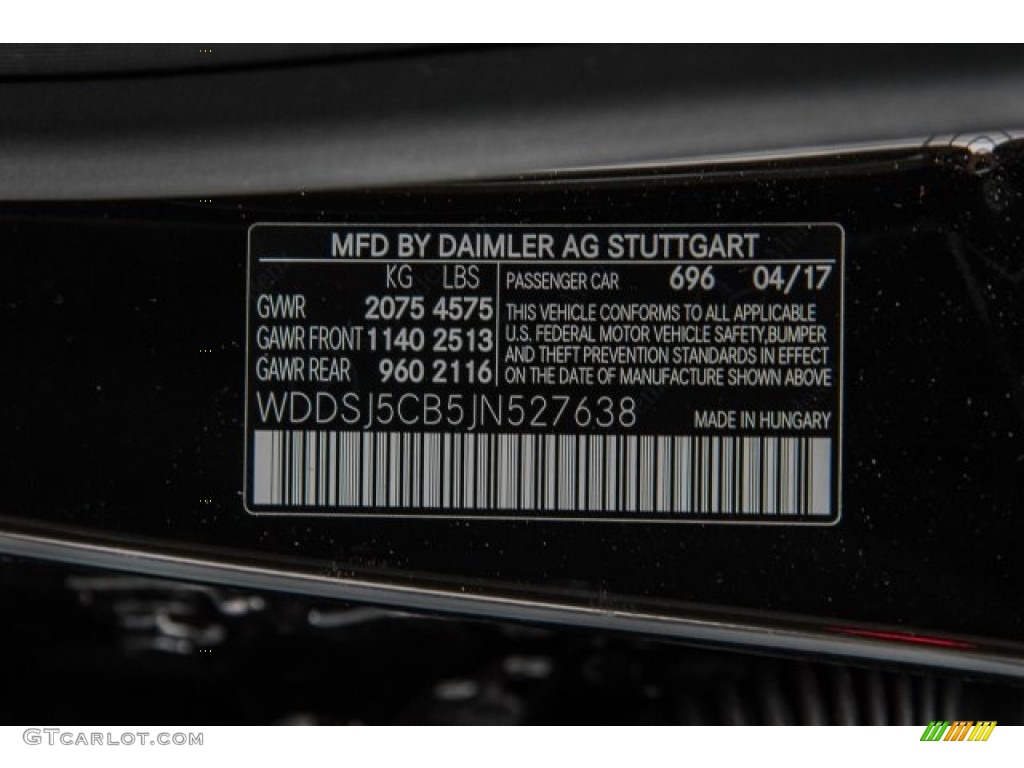 MFD BY DAIMLER AG STUTTGART
KG LBS
GVWR 2075 4575
GAWR FRONT 1140 2513
GAWR REAR 960 2116
PASSENGER CAR 696 04/17
THIS VEHICLE CONFORMS TO ALL APPLICABLE
U.S. FEDERAL MOTOR VEHICLE SAFETY, BUMPER
AND THEFT PREVENTION STANDARDS IN EFFECT
ON THE DATE OF MANUFACTURE SHOWN ABOVE
WDDSJ5CB5JN527638
MADE IN HUNGARY
GTCARLOT.COM